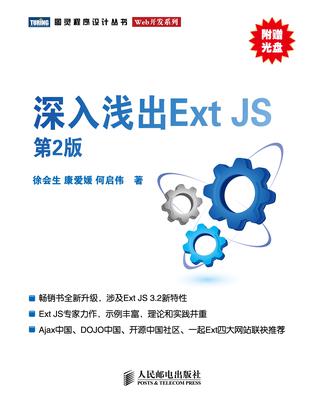 TURING 图灵程序设计丛书 Web开发系列
附赠
光盘
深入浅出Ext JS
第2版
徐会生 康爱媛 何启伟 著
畅销书全新升级，涉及Ext JS 3.2新特性
Ext JS专家力作，示例丰富，理论和实践并重
Ajax中国、DOJO中国、开源中国社区、一起Ext四大网站联袂推荐
人民邮电出版社
POSTS & TELECOM PRESS